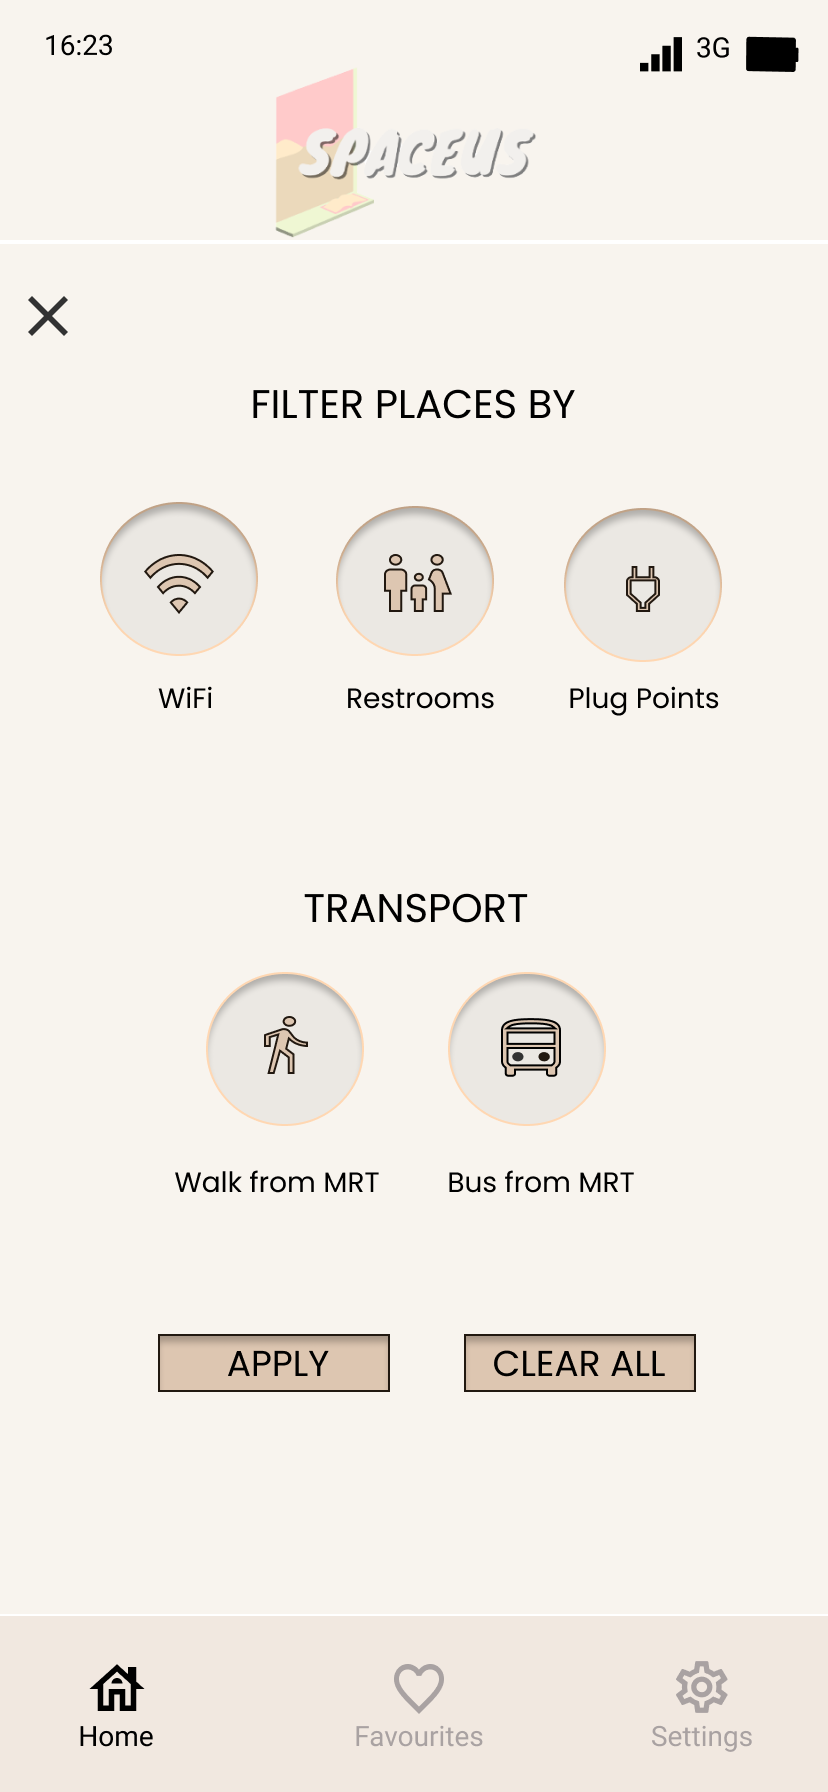 16:23
3G
SPACEUS
FILTER PLACES BY
WiFi
Restrooms
Plug Points
TRANSPORT
Walk from MRT
Bus from MRT
APPLY
CLEAR ALL
Home
Favourites
Settings